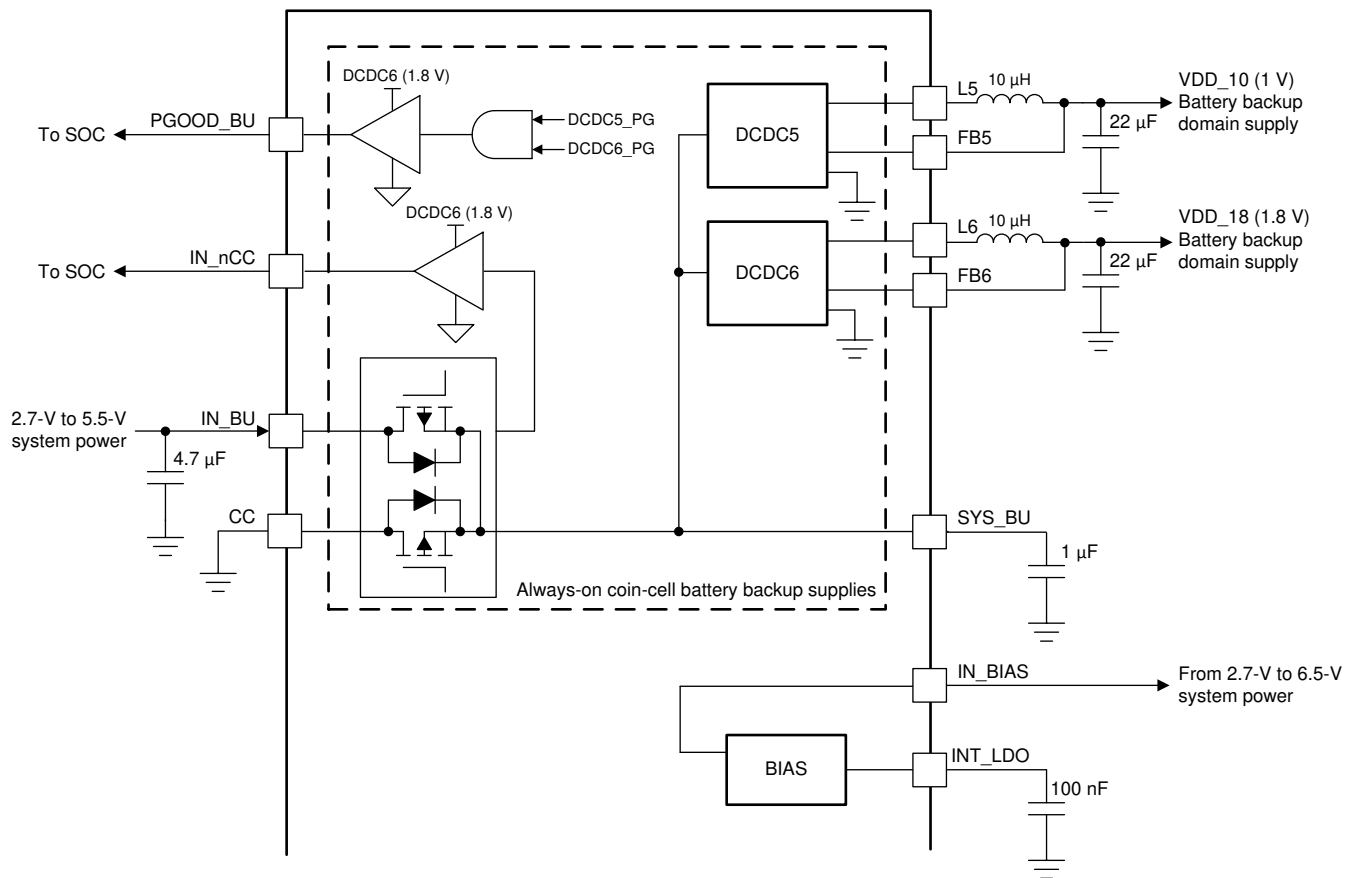 DCDC6 (1.8 V)
PGOOD_BU
To SOC
DCDC5_PG
DCDC6_PG
DCDC5
L5
10 µH
FB5
22 µF
VDD_10 (1 V)
Battery backup
domain supply
DCDC6 (1.8 V)
IN_nCC
To SOC
DCDC6
L6
10 µH
FB6
22 µF
VDD_18 (1.8 V)
Battery backup
domain supply
2.7-V to 5.5-V
system power
IN_BU
4.7 µF
CC
SYS_BU
1 µF
Always-on coin-cell battery backup supplies
IN_BIAS
From 2.7-V to 6.5-V
system power
BIAS
INT_LDO
100 nF